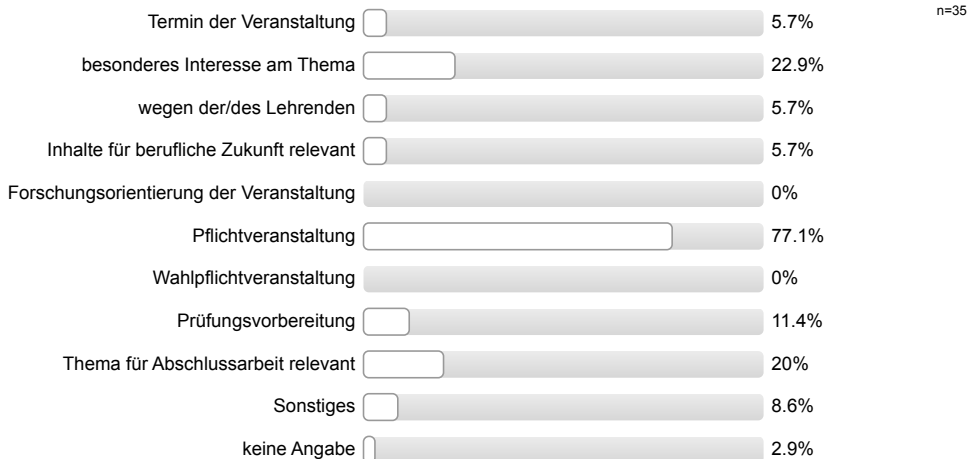 n=35
Termin der Veranstaltung 5.7%
besonderes Interesse am Thema 22.9%
wegen der/des Lehrenden 5.7%
Inhalte für berufliche Zukunft relevant 5.7%
Forschungsorientierung der Veranstaltung 0%
Pflichtveranstaltung 77.1%
Wahlpflichtveranstaltung 0%
Prüfungsvorbereitung 11.4%
Thema für Abschlussarbeit relevant 20%
Sonstiges 8.6%
keine Angabe 2.9%